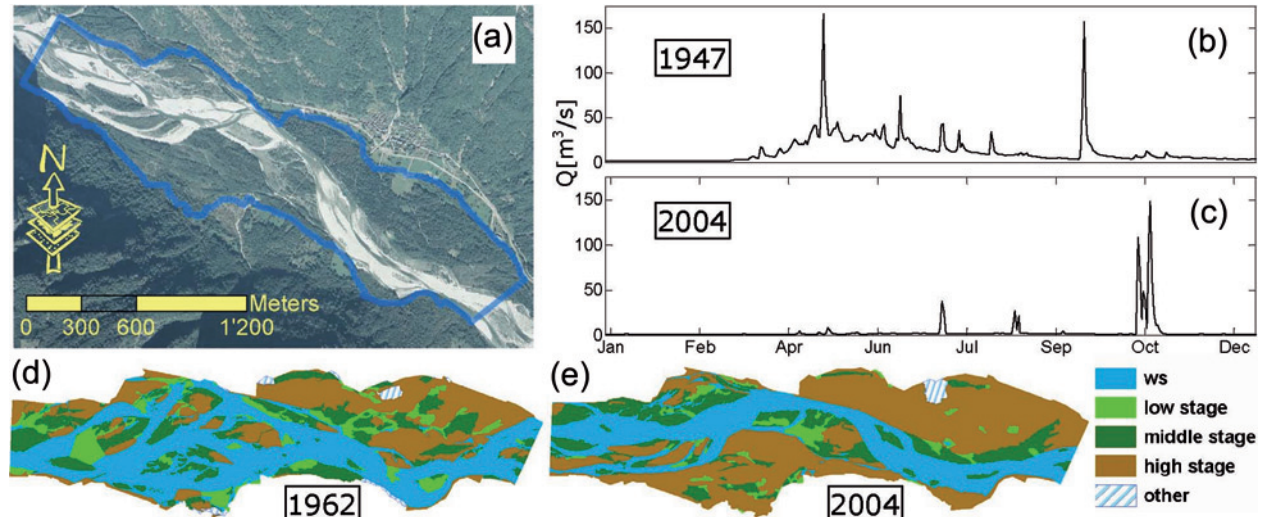 (a)
N
Meters
0 300 600 1'200
(b)
1947
150
100
50
0
Q[m³/s]
(c)
2004
150
100
50
0
Jan Feb Apr Jun Jul Sep Oct Dec
(d)
1962
(e)
2004
ws
low stage
middle stage
high stage
other